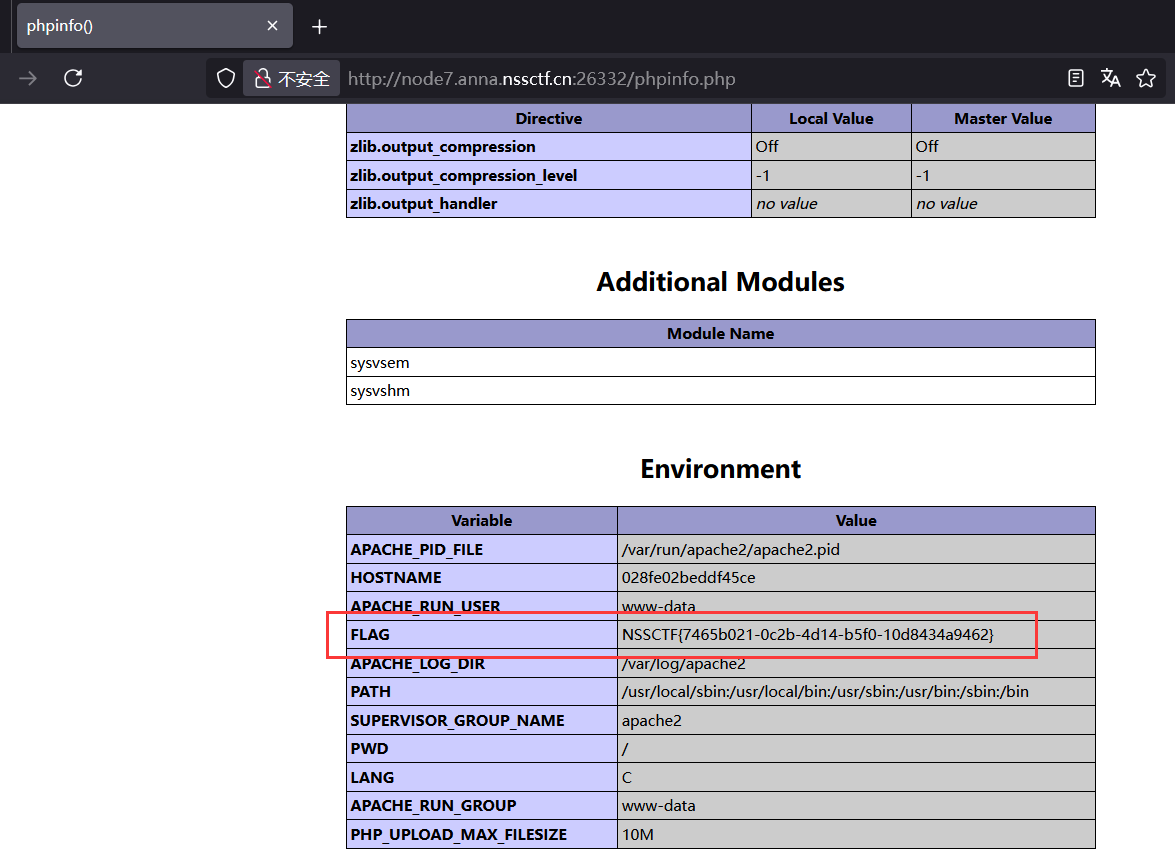 phpinfo()
不安全 http://node7.anna.nssctf.cn:26332/phpinfo.php
Directive Local Value Master Value
zlib.output_compression Off Off
zlib.output_compression_level -1 -1
zlib.output_handler no value no value
Additional Modules
Module Name
sysvsem
sysvshm
Environment
Variable Value
APACHE_PID_FILE /var/run/apache2/apache2.pid
HOSTNAME 028fe02beddf45ce
APACHE_RUN_USER www-data
FLAG NSSCTF{7465b021-0c2b-4d14-b5f0-10d8434a9462}
APACHE_LOG_DIR /var/log/apache2
PATH /usr/local/sbin:/usr/local/bin:/usr/sbin:/usr/bin:/sbin:/bin
SUPERVISOR_GROUP_NAME apache2
PWD /
LANG C
APACHE_RUN_GROUP www-data
PHP_UPLOAD_MAX_FILESIZE 10M